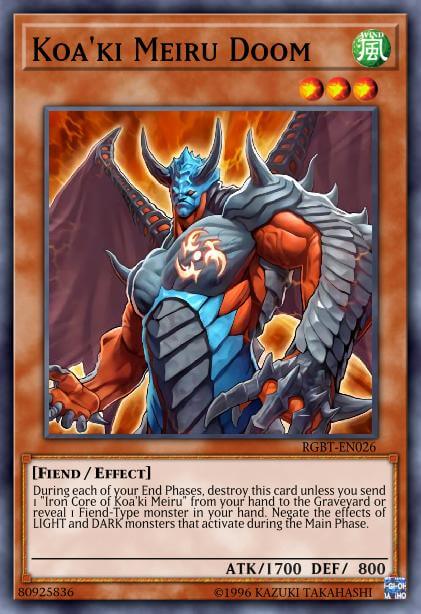 Koa'ki Meiru Doom
WIND
風
RGBT-EN026
[Fiend / Effect]
During each of your End Phases, destroy this card unless you send
1 "Iron Core of Koa'ki Meiru" from your hand to the Graveyard or
reveal 1 Fiend-Type monster in your hand. Negate the effects of
LIGHT and DARK monsters that activate during the Main Phase.
ATK/1700 DEF/ 800
80925836
©1996 KAZUKI TAKAHASHI